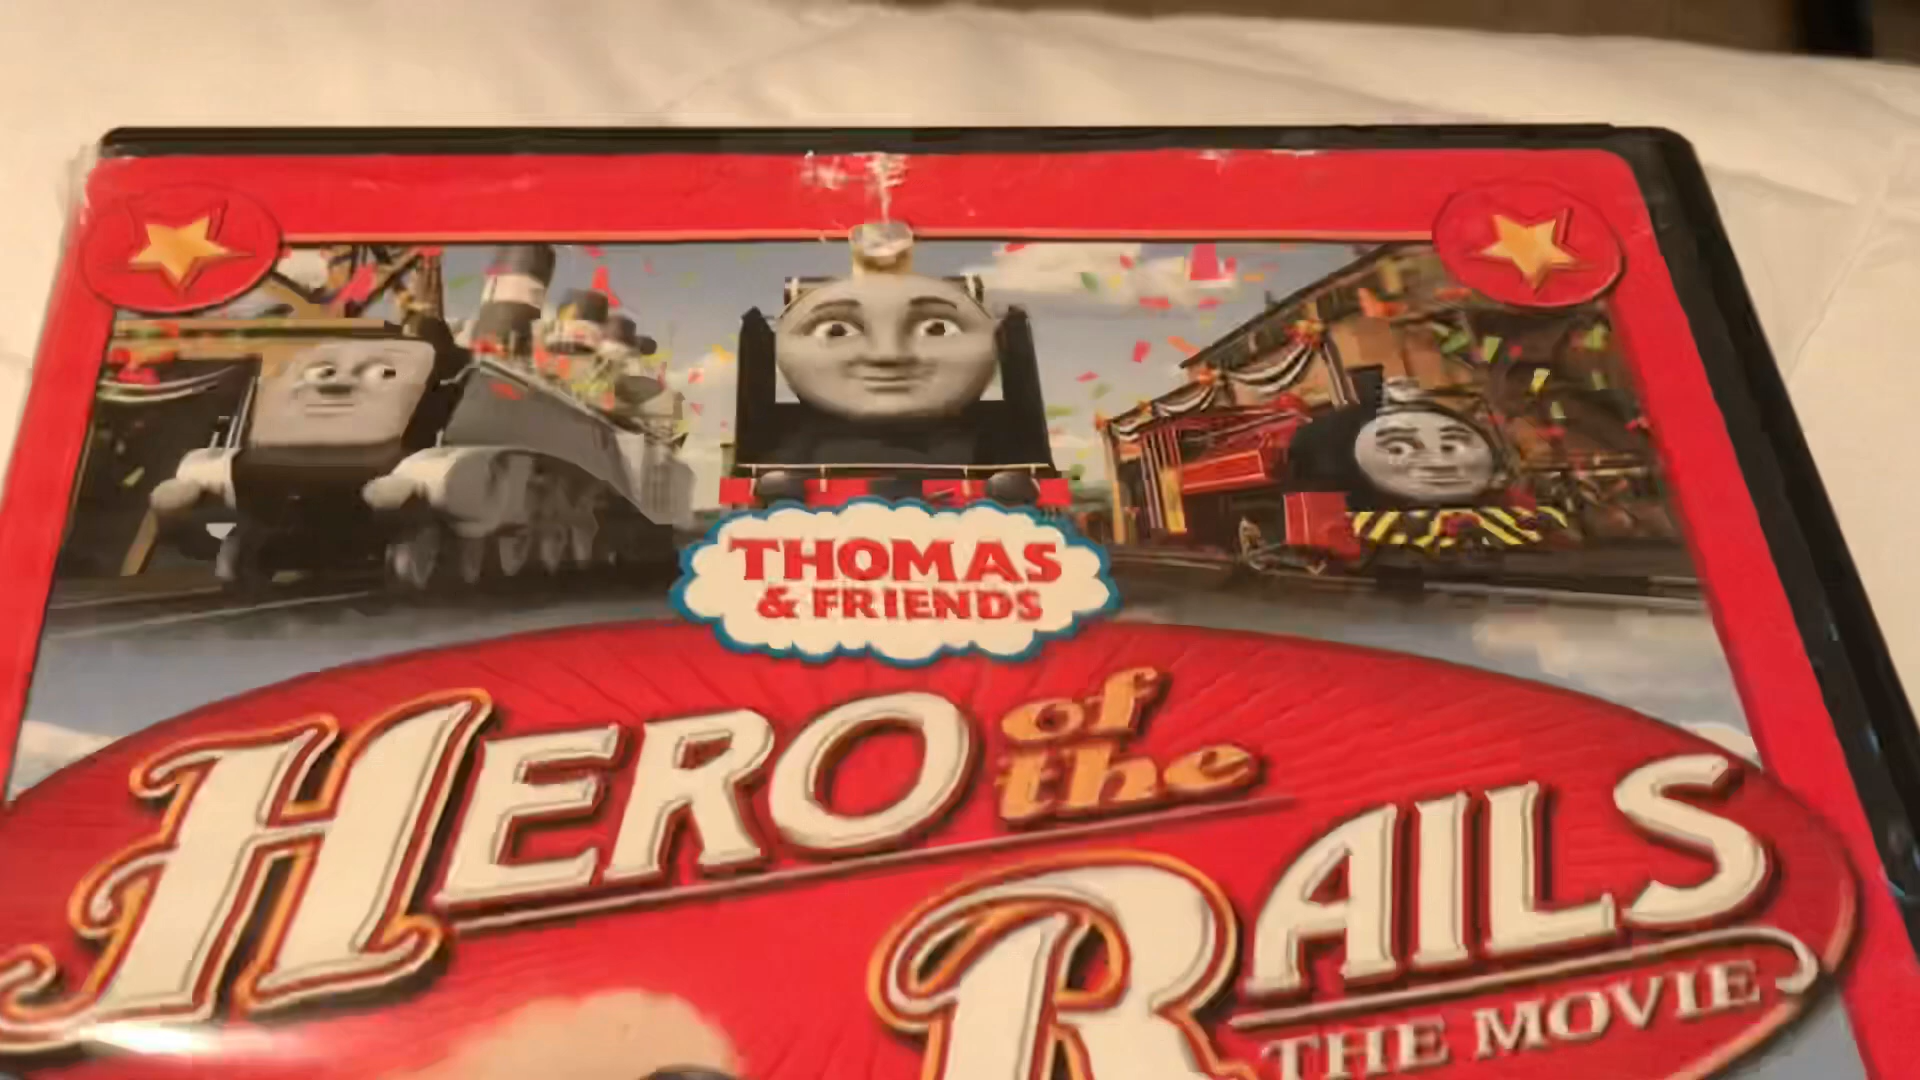 THOMAS
& FRIENDS
HERO of the
RAILS
THE MOVIE